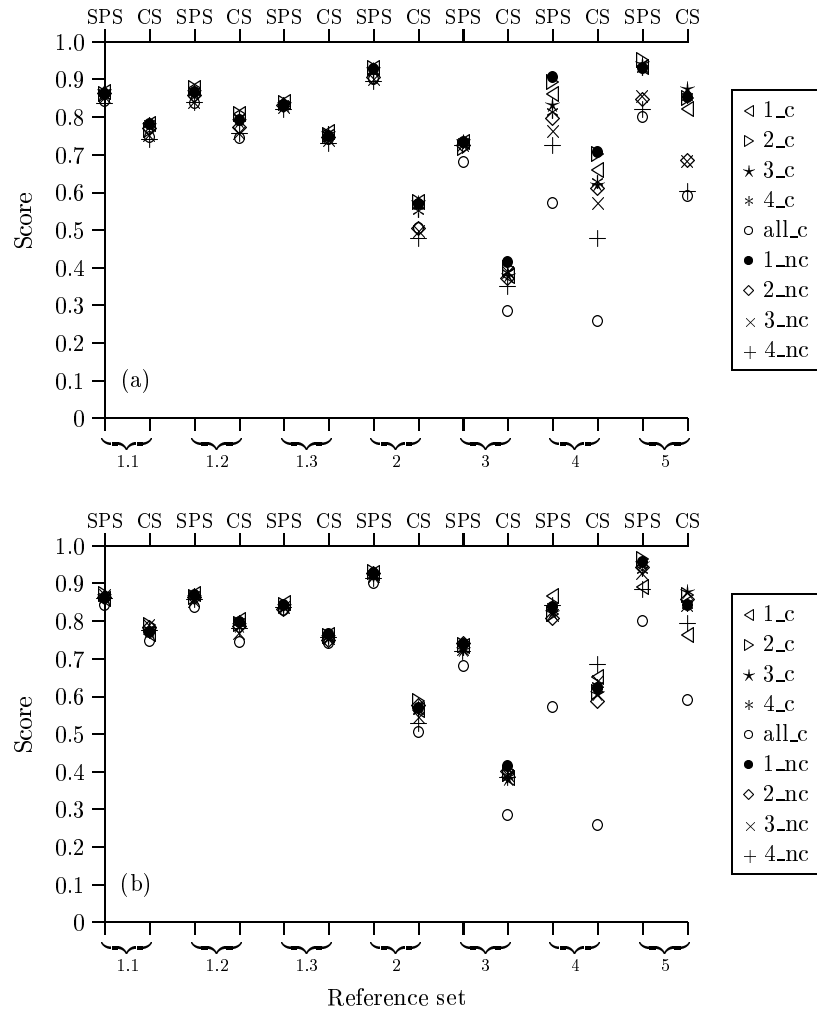 SPS CS SPS CS SPS CS SPS CS SPS CS SPS CS SPS CS
1.0
0.9
0.8
0.7
0.6
0.5
0.4
0.3
0.2
0.1
0
Score
(a)
1.1 1.2 1.3 2 3 4 5
1_c
2_c
3_c
4_c
all_c
1_nc
2_nc
3_nc
4_nc
SPS CS SPS CS SPS CS SPS CS SPS CS SPS CS SPS CS
1.0
0.9
0.8
0.7
0.6
0.5
0.4
0.3
0.2
0.1
0
Score
(b)
1.1 1.2 1.3 2 3 4 5
Reference set
1_c
2_c
3_c
4_c
all_c
1_nc
2_nc
3_nc
4_nc